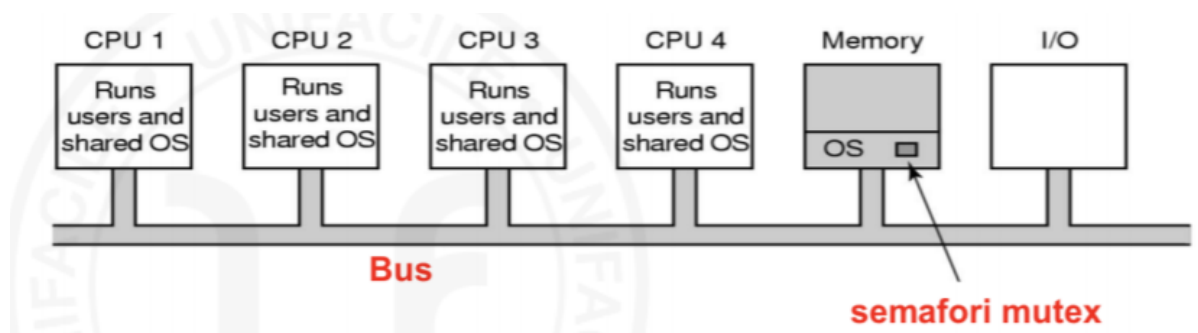 CPU 1
CPU 2
CPU 3
CPU 4
Memory
I/O
Runs
users and
shared OS
Runs
users and
shared OS
Runs
users and
shared OS
Runs
users and
shared OS
OS
Bus
semafori mutex
UNIFACILE